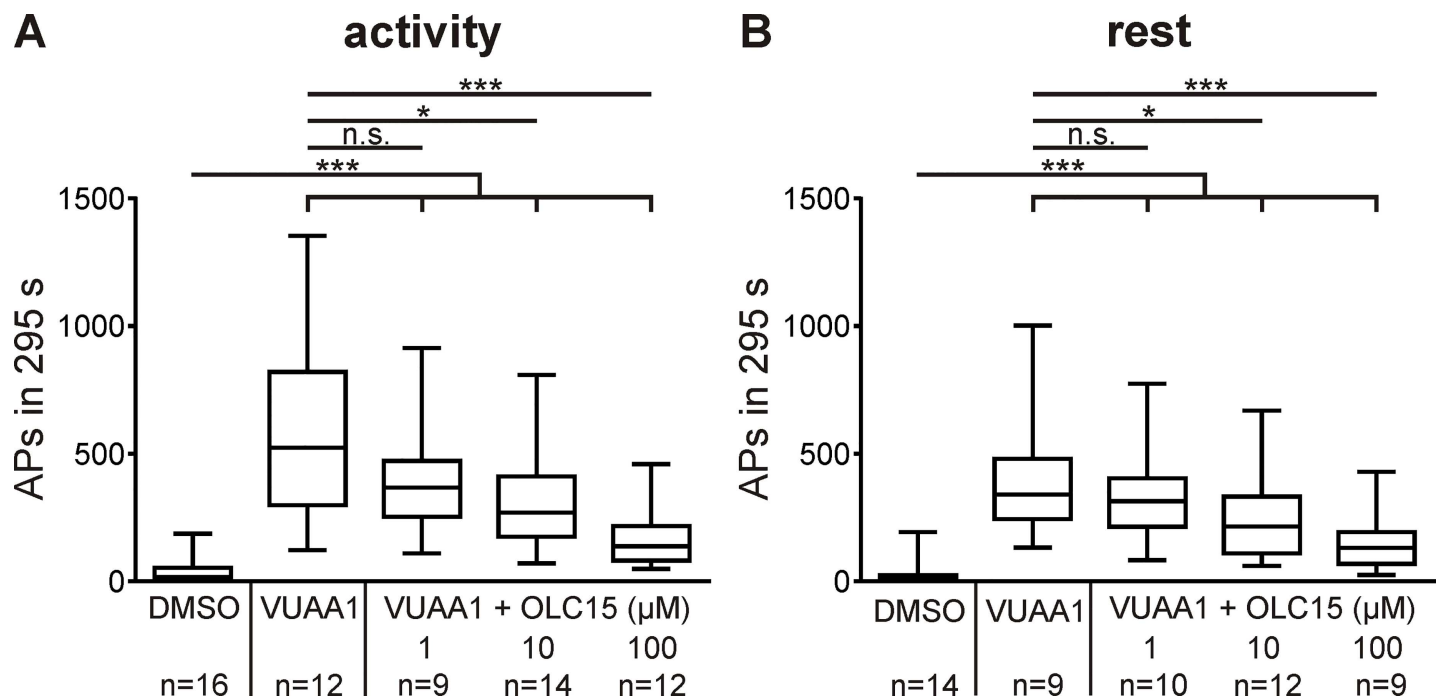 A activity
***
*
n.s.
***
1500
1000
500
0
APs in 295 s
DMSO VUAA1 VUAA1 + OLC15 (µM)
1 10 100
n=16 n=12 n=9 n=14 n=12
B rest
***
*
n.s.
***
1500
1000
500
0
APs in 295 s
DMSO VUAA1 VUAA1 + OLC15 (µM)
1 10 100
n=14 n=9 n=10 n=12 n=9